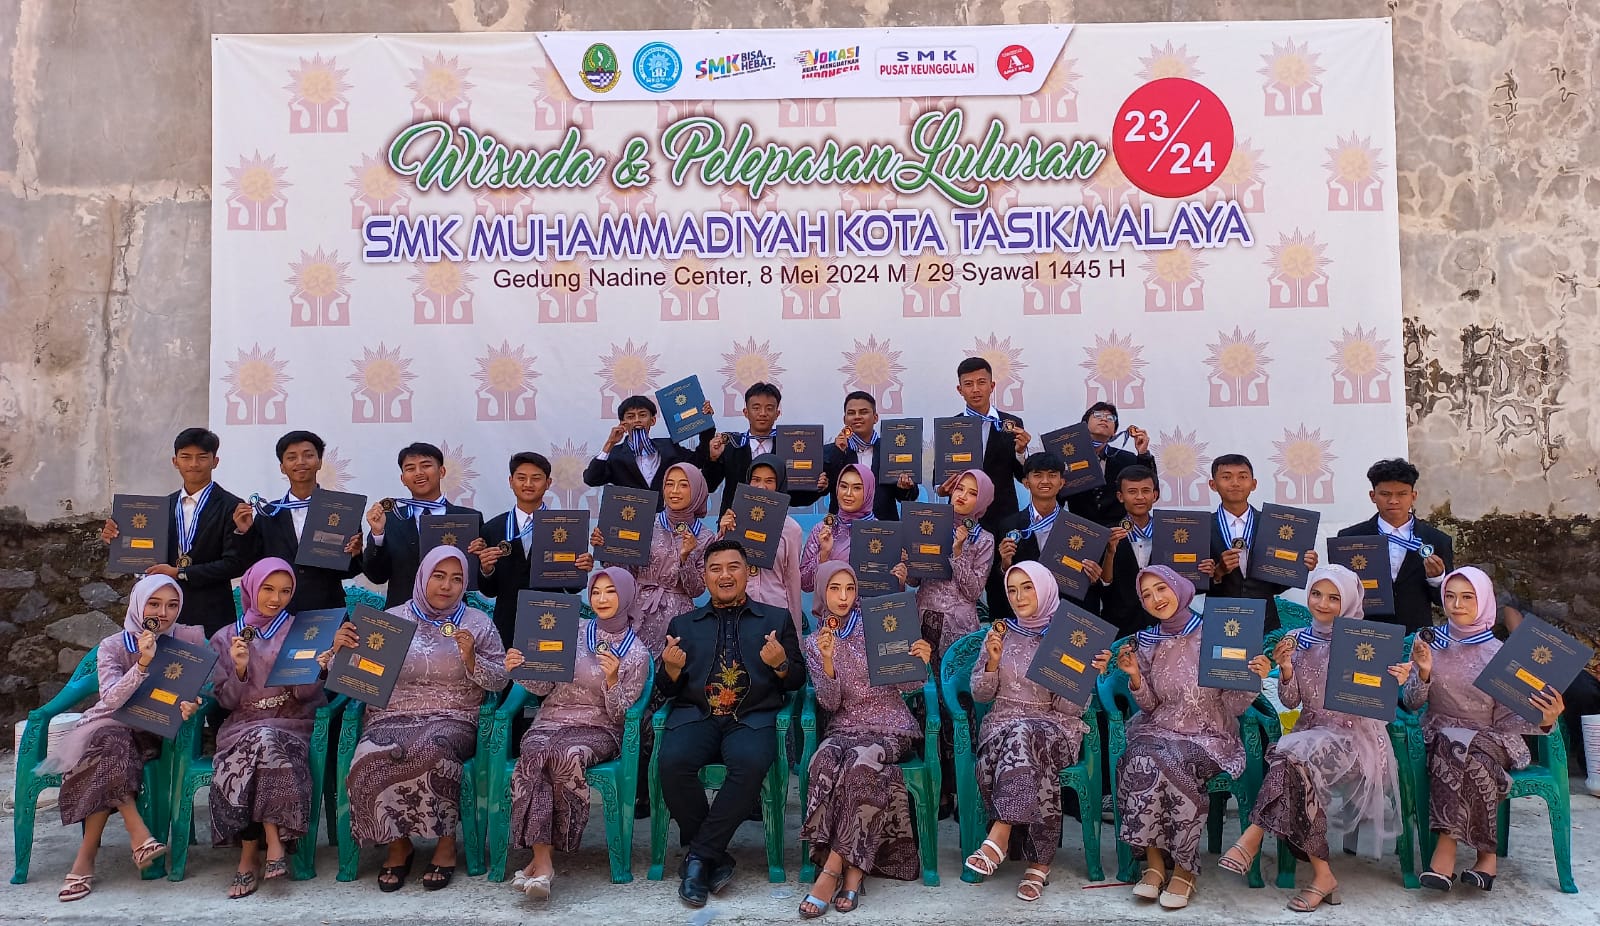 SMK BISA. HEBAT.
VOKASI
KUAT, MENGUATKAN
INDONESIA
SMK
PUSAT KEUNGGULAN
A
Wisuda & Pelepasan Lulusan 23/24
SMK MUHAMMADIYAH KOTA TASIKMALAYA
Gedung Nadine Center, 8 Mei 2024 M / 29 Syawal 1445 H